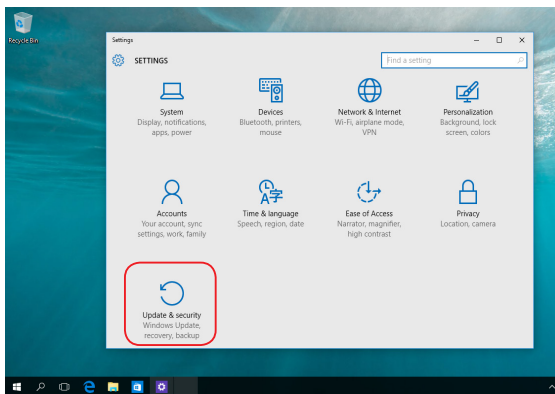 Recycle Bin
Settings
SETTINGS
Find a setting
System
Display, notifications,
apps, power
Devices
Bluetooth, printers,
mouse
Network & Internet
Wi-Fi, airplane mode,
VPN
Personalization
Background, lock
screen, colors
Accounts
Your account, sync
settings, work, family
Time & language
Speech, region, date
Ease of Access
Narrator, magnifier,
high contrast
Privacy
Location, camera
Update & security
Windows Update,
recovery, backup